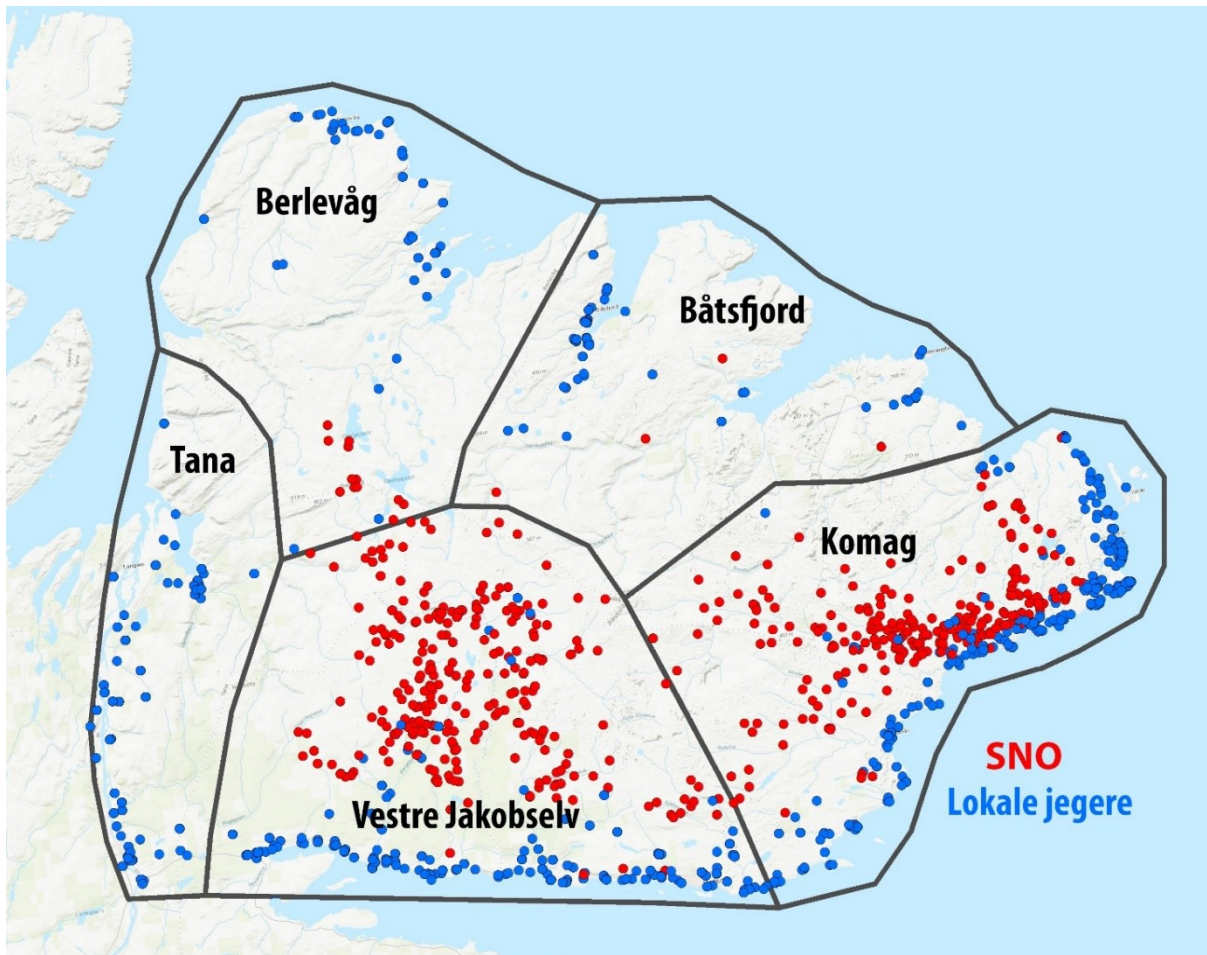 Berlevåg
Båtsfjord
Tana
Komag
SNO
Lokale jegere
Vestre Jakobselv